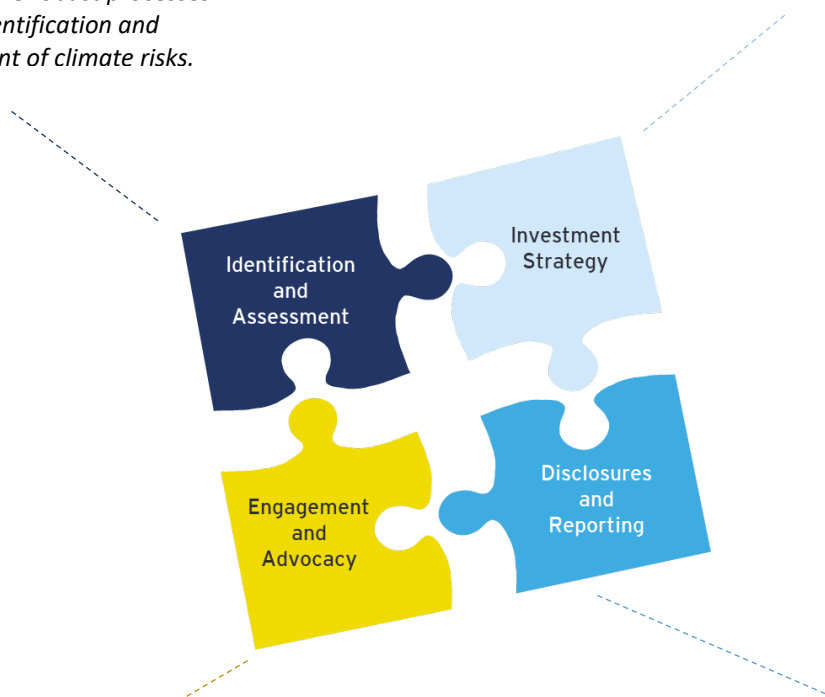 entification and
nt of climate risks.
Identification
and
Assessment
Investment
Strategy
Engagement
and
Advocacy
Disclosures
and
Reporting